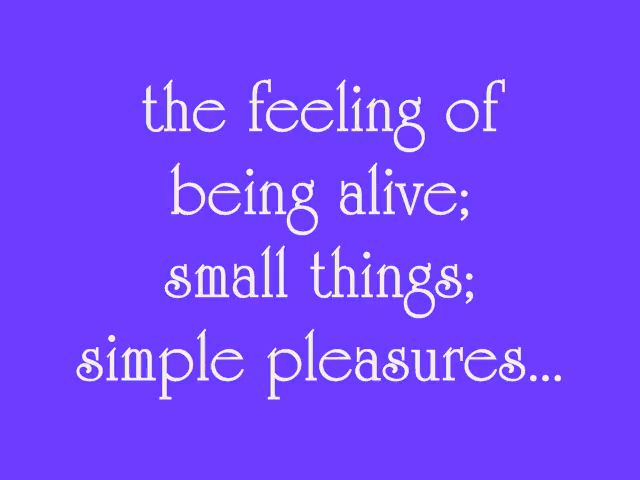 the feeling of
being alive;
small things;
simple pleasures...